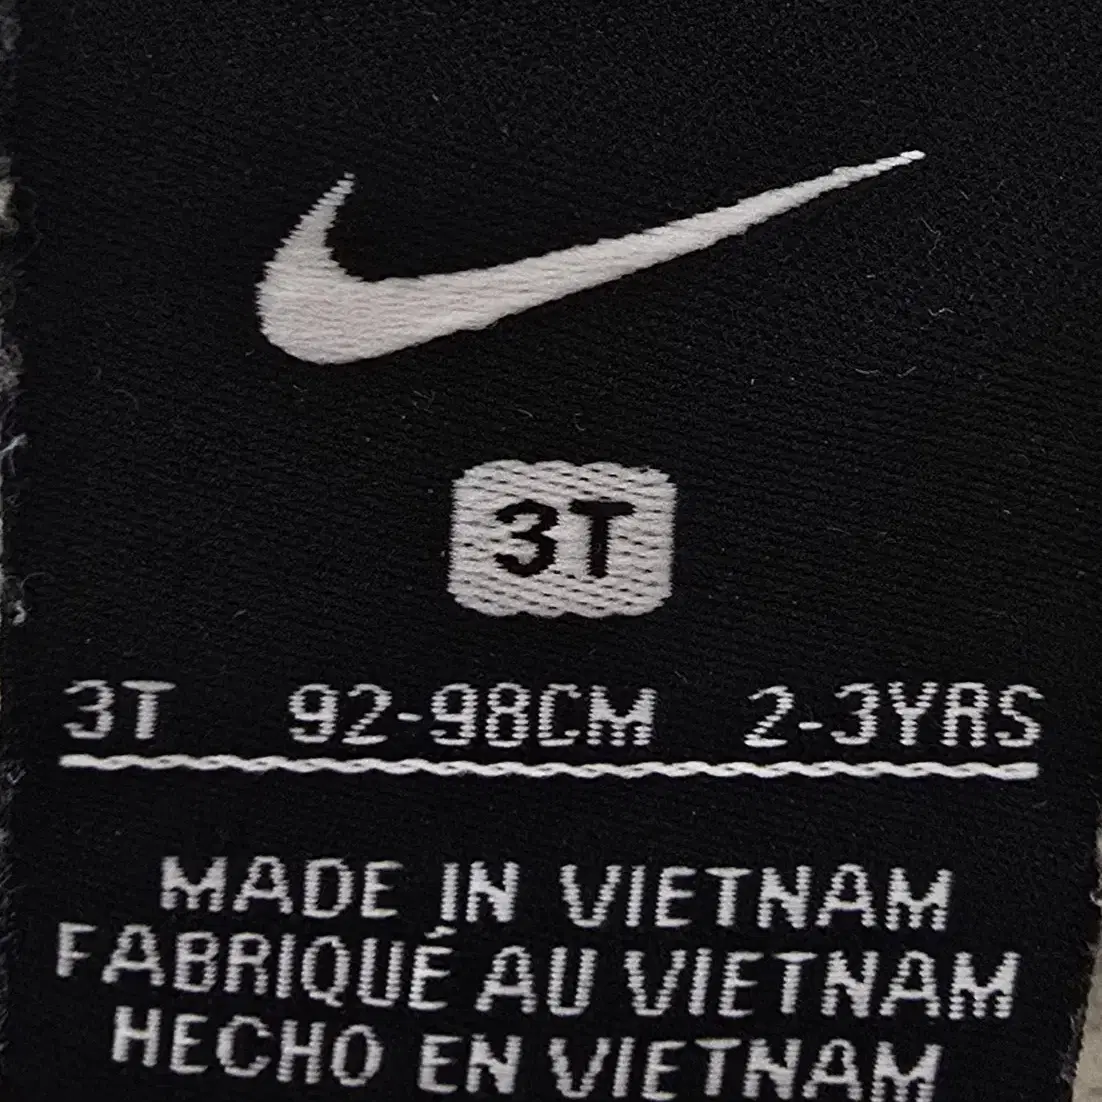 3T
3T 92-98CM 2-3YRS
MADE IN VIETNAM
FABRIQUÉ AU VIETNAM
HECHO EN VIETNAM